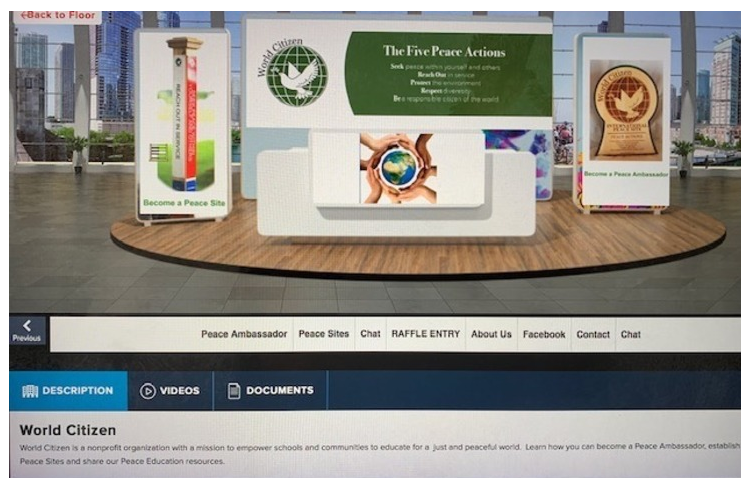 ←Back to Floor
World Citizen
The Five Peace Actions
Seek peace within yourself and others
Reach Out in service
Protect the environment
Respect diversity
Be a responsible citizen of the world
REACH OUT IN SERVICE
Become a Peace Site
World Citizen
INTERNATIONAL
PEACE SITE
Become a Peace Ambassador
Previous
Peace Ambassador
Peace Sites
Chat
RAFFLE ENTRY
About Us
Facebook
Contact
Chat
DESCRIPTION
VIDEOS
DOCUMENTS
World Citizen
World Citizen is a nonprofit organization with a mission to empower schools and communities to educate for a just and peaceful world. Learn how you can become a Peace Ambassador, establish
Peace Sites and share our Peace Education resources.